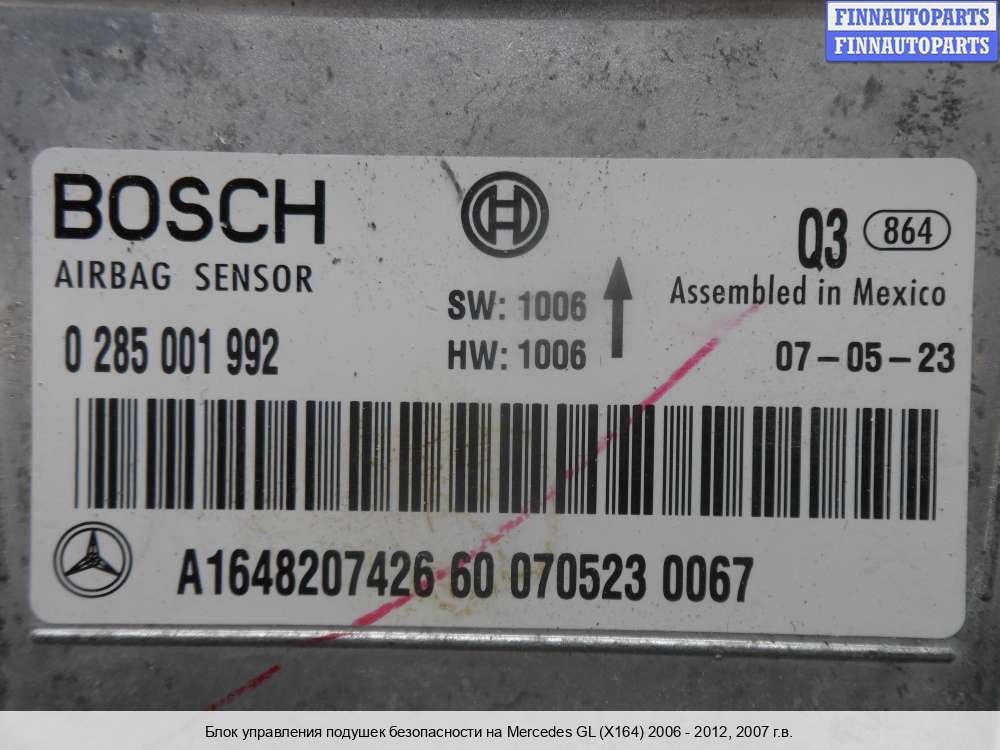 FINNAUTOPARTS
FINNAUTOPARTS
BOSCH
AIRBAG SENSOR
0 285 001 992
SW: 1006
HW: 1006
Q3 864
Assembled in Mexico
07-05-23
A1648207426 60 070523 0067
Блок управления подушек безопасности на Mercedes GL (X164) 2006 - 2012, 2007 г.в.